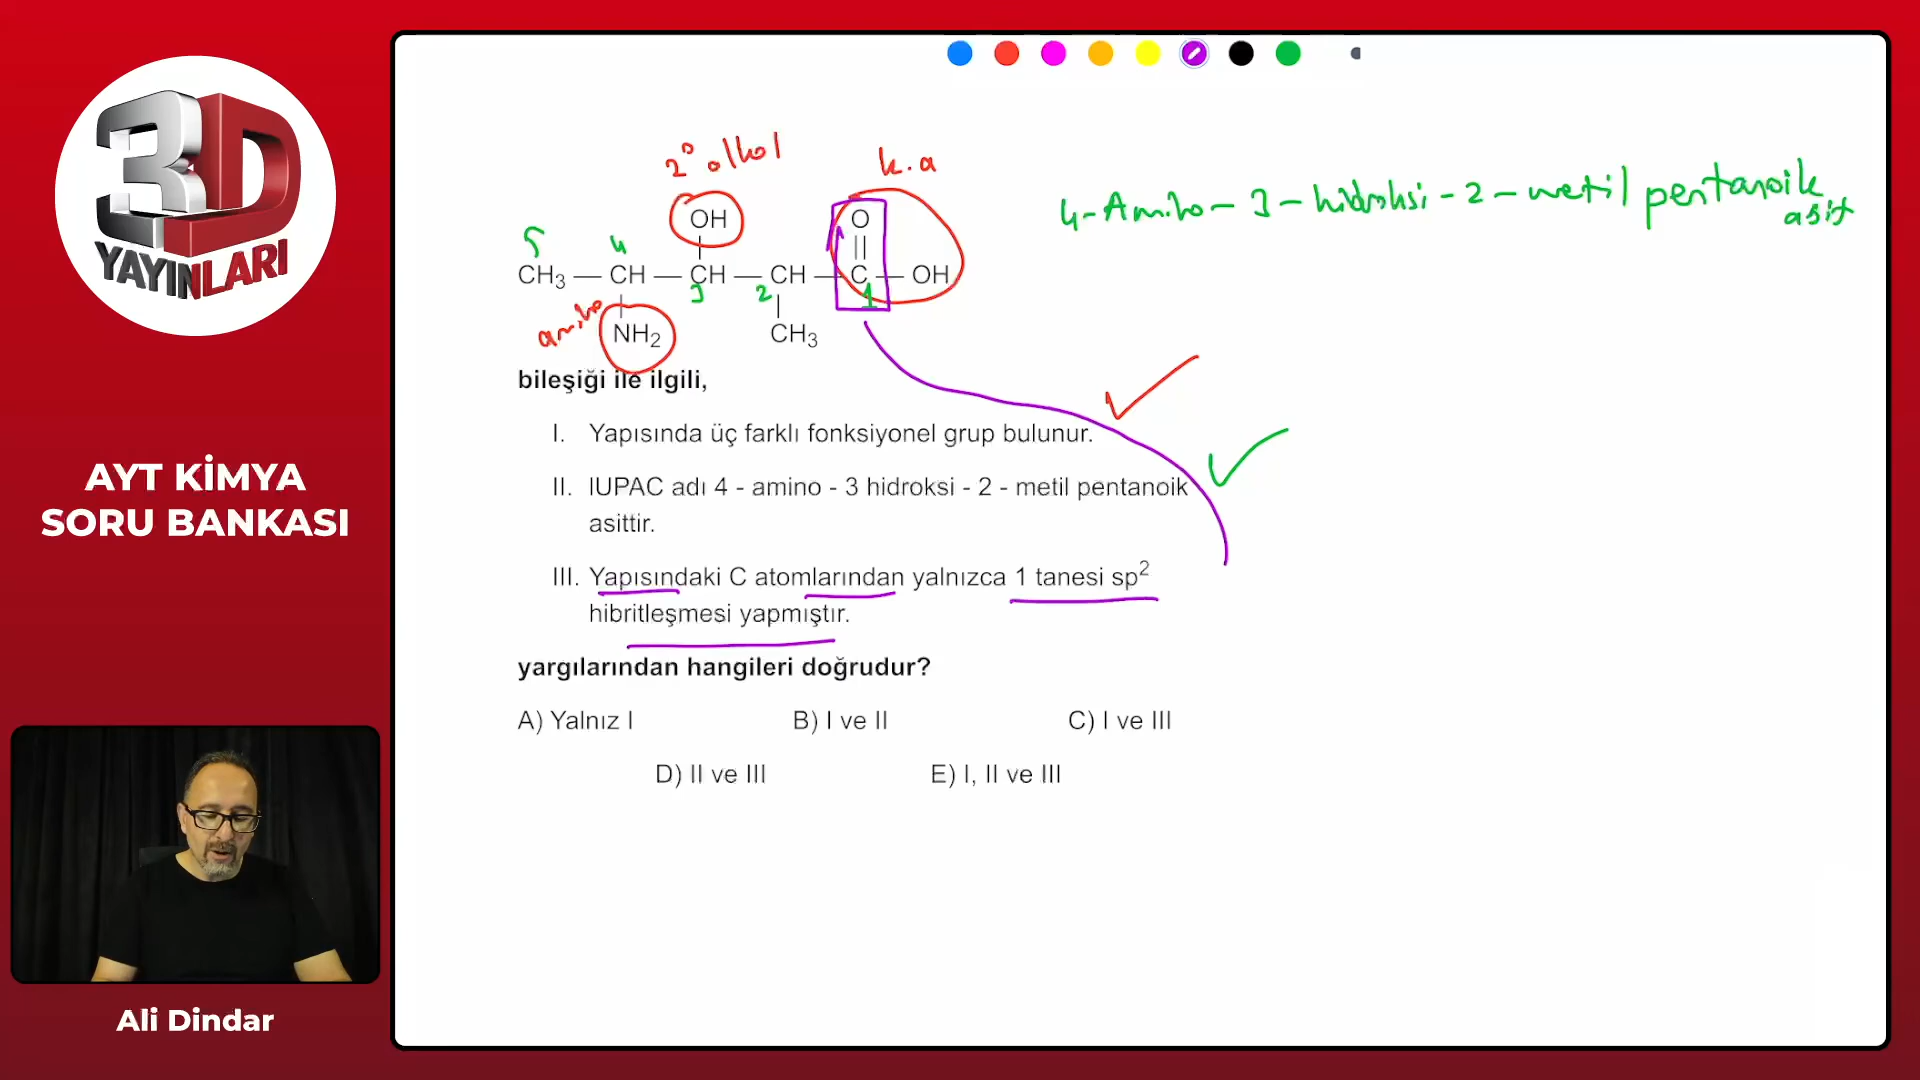 3D
YAYINLARI
AYT KİMYA
SORU BANKASI
Ali Dindar
2° alkol
k.a
4-Amino-3-hidroksi-2-metil pentanoik
asit
OH O
5 4
CH3 — CH — CH — CH — C — OH
3 2 1
amino
NH2 CH3
bileşiği ile ilgili,
I. Yapısında üç farklı fonksiyonel grup bulunur.
II. IUPAC adı 4 - amino - 3 hidroksi - 2 - metil pentanoik
asittir.
III. Yapısındaki C atomlarından yalnızca 1 tanesi sp²
hibritleşmesi yapmıştır.
yargılarından hangileri doğrudur?
A) Yalnız I B) I ve II C) I ve III
D) II ve III E) I, II ve III